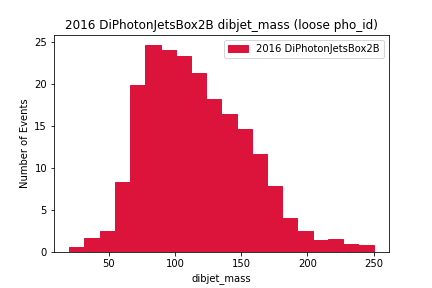 2016 DiPhotonJetsBox2B dibjet_mass (loose pho_id)
2016 DiPhotonJetsBox2B
Number of Events
25
20
15
10
5
0
50
100
150
200
250
dibjet_mass